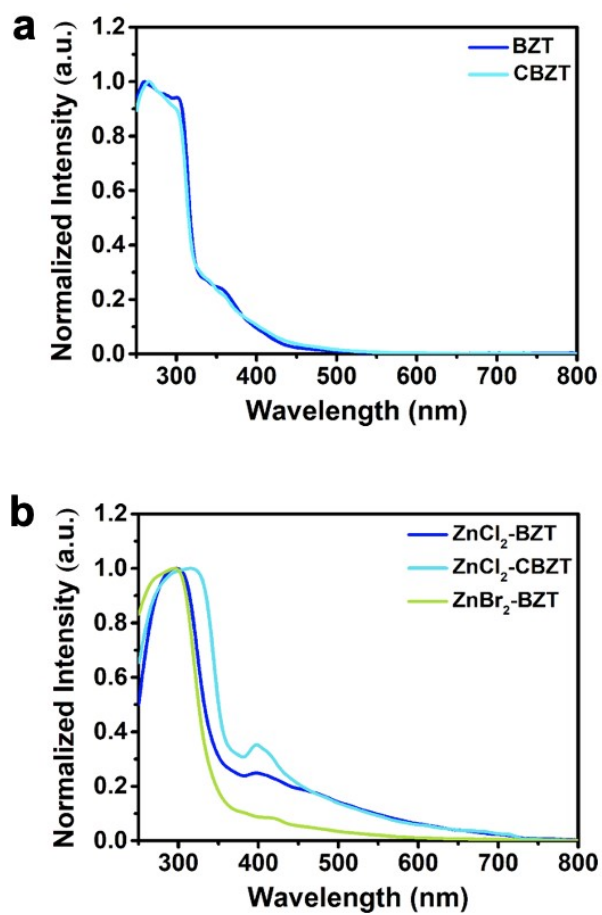 a
1.2
1.0
0.8
0.6
0.4
0.2
0.0
Normalized Intensity (a.u.)
BZT
CBZT
300 400 500 600 700 800
Wavelength (nm)
b
1.2
1.0
0.8
0.6
0.4
0.2
0.0
Normalized Intensity (a.u.)
ZnCl₂-BZT
ZnCl₂-CBZT
ZnBr₂-BZT
300 400 500 600 700 800
Wavelength (nm)